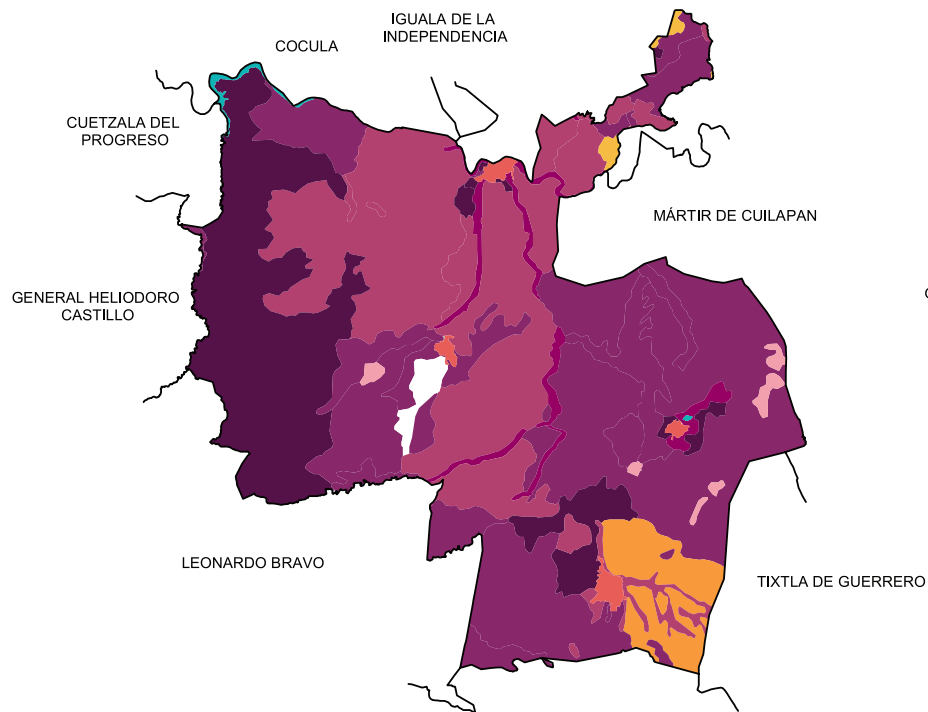 IGUALA DE LA
INDEPENDENCIA
COCULA
CUETZALA DEL
PROGRESO
MÁRTIR DE CUILAPAN
GENERAL HELIODORO
CASTILLO
LEONARDO BRAVO
TIXTLA DE GUERRERO